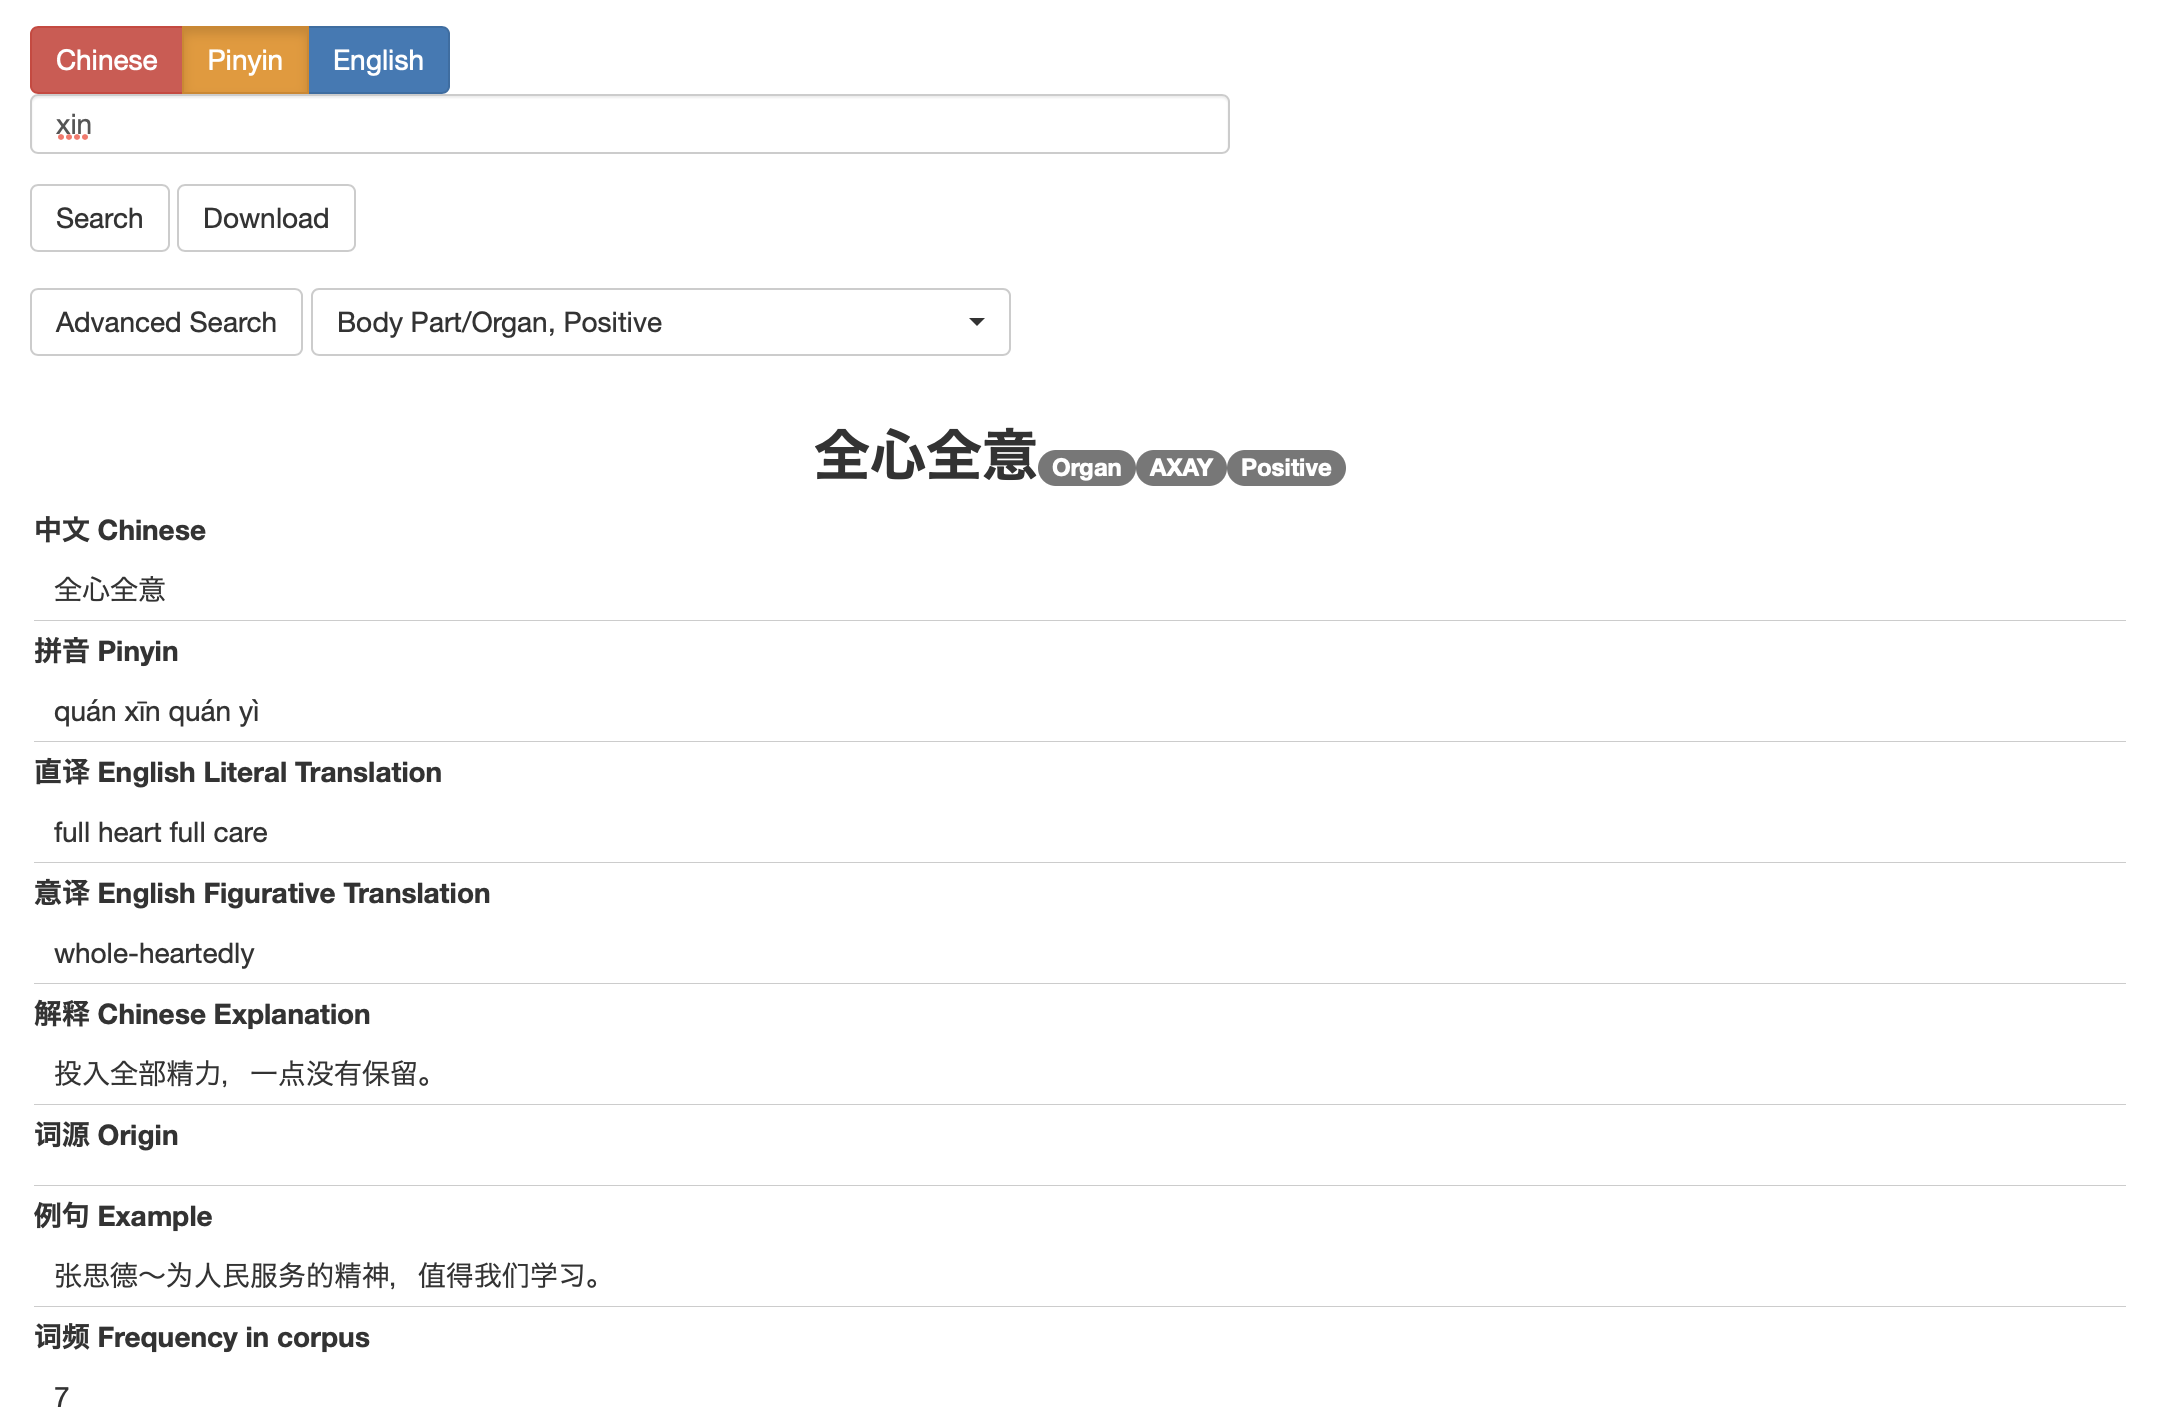 Chinese Pinyin English
xin
Search Download
Advanced Search Body Part/Organ, Positive
全心全意 Organ AXAY Positive
中文 Chinese
全心全意
拼音 Pinyin
quán xīn quán yì
直译 English Literal Translation
full heart full care
意译 English Figurative Translation
whole-heartedly
解释 Chinese Explanation
投入全部精力，一点没有保留。
词源 Origin
例句 Example
张思德～为人民服务的精神，值得我们学习。
词频 Frequency in corpus
7